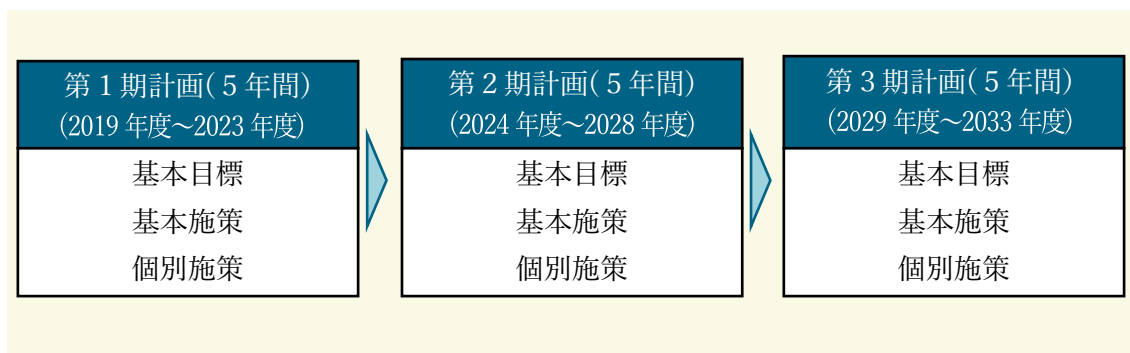 第１期計画(５年間)
(2019 年度～2023 年度)
基本目標
基本施策
個別施策
第２期計画(５年間)
(2024 年度～2028 年度)
基本目標
基本施策
個別施策
第３期計画(５年間)
(2029 年度～2033 年度)
基本目標
基本施策
個別施策